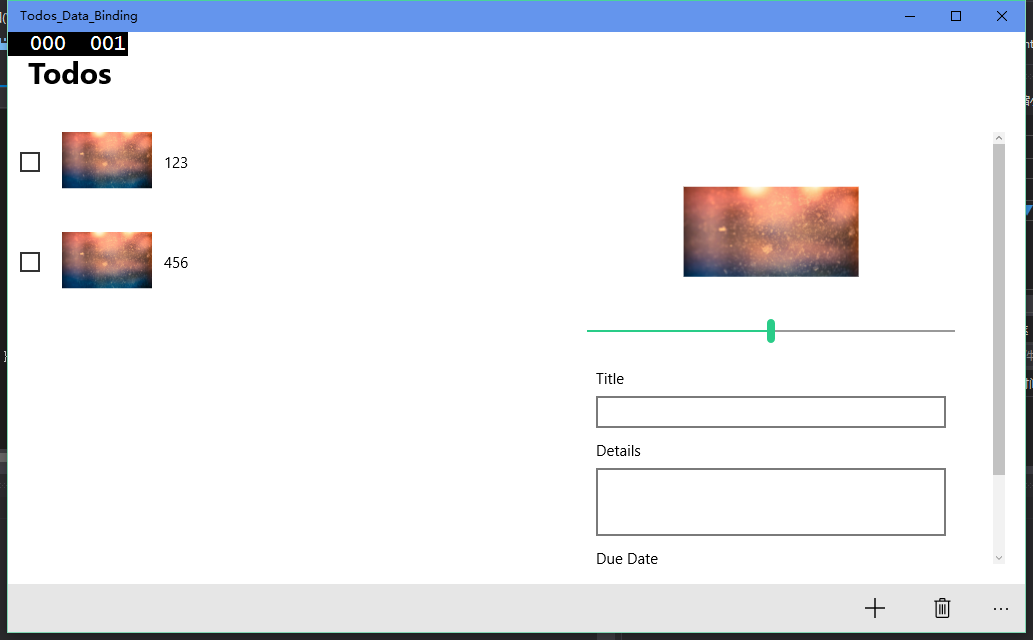 Todos_Data_Binding
000 001
Todos
123
456
Title
Details
Due Date